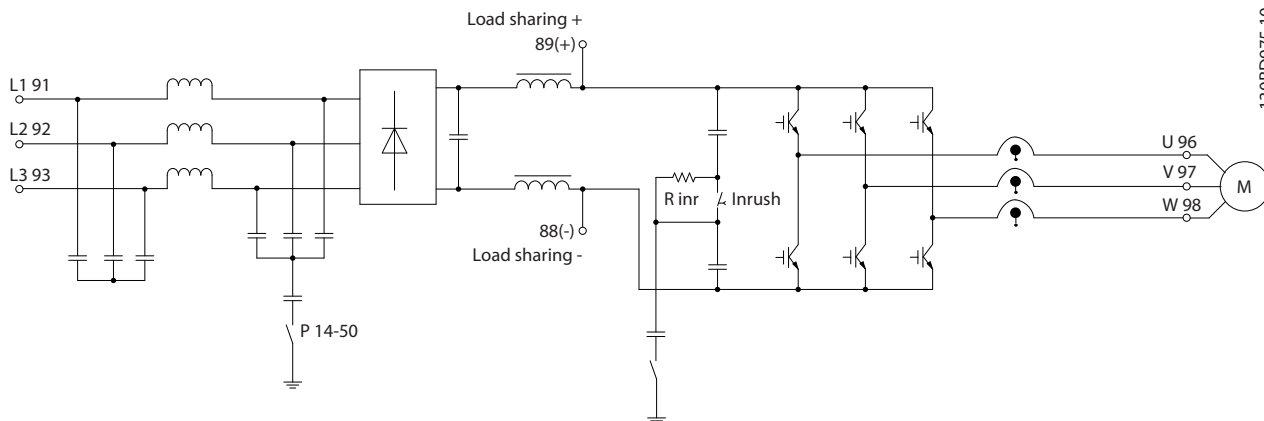 Load sharing +
89(+)
L1 91
L2 92
L3 93
R inr
Inrush
88(-)
Load sharing -
P 14-50
U 96
V 97
W 98
M